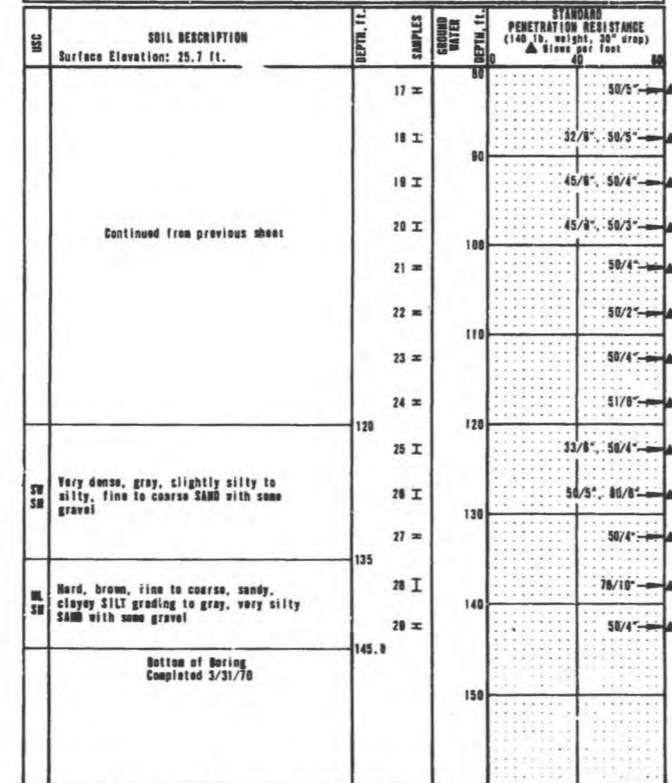 USC
SOIL DESCRIPTION
Surface Elevation: 25.7 ft.
DEPTH, ft.
SAMPLES
GROUND WATER
DEPTH, ft.
STANDARD
PENETRATION RESISTANCE
(140 lb. weight, 30" drop)
▲ Blows per foot
0 40 80
80
17 50/5"
18 32/6", 50/5"
90
19 45/6", 50/4"
Continued from previous sheet
20 45/6", 50/3"
100
21 50/4"
22 50/2"
110
23 50/4"
24 51/6"
120 120
25 33/6", 50/4"
SW
SM
Very dense, gray, slightly silty to
silty, fine to coarse SAND with some
gravel
26 50/5", 80/6"
130
27 50/4"
135
ML
SM
Hard, brown, fine to coarse, sandy,
clayey SILT grading to gray, very silty
SAND with some gravel
28 78/10"
140
29 50/4"
145.0
Bottom of Boring
Completed 3/31/70
150